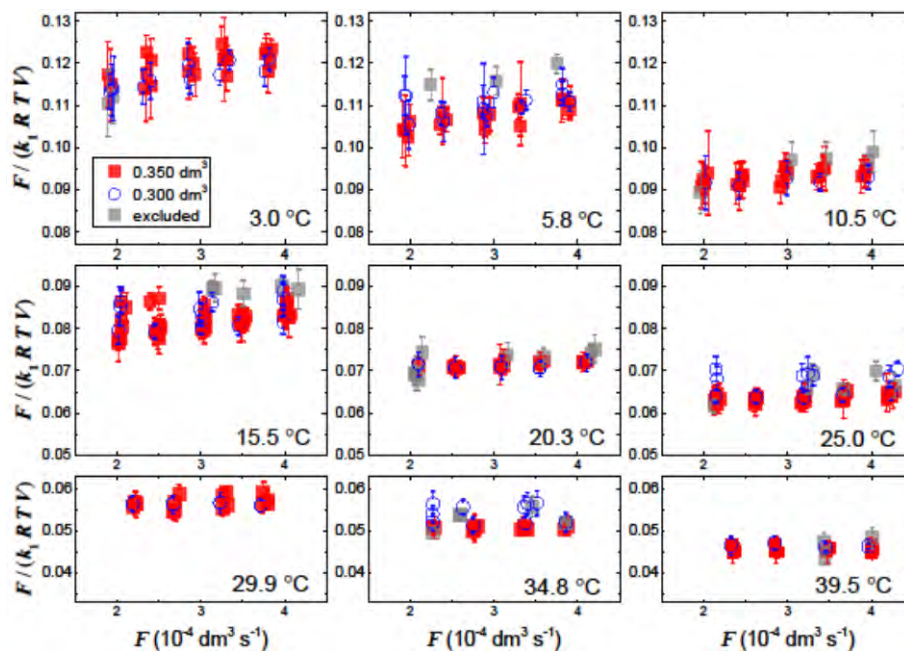 F / (k₁ R T V)
0.13
0.12
0.11
0.10
0.09
0.08
0.350 dm³
0.300 dm³
excluded
3.0 °C
2 3 4
0.13
0.12
0.11
0.10
0.09
0.08
5.8 °C
2 3 4
0.13
0.12
0.11
0.10
0.09
0.08
10.5 °C
2 3 4
F / (k₁ R T V)
0.09
0.08
0.07
0.06
0.05
15.5 °C
2 3 4
0.09
0.08
0.07
0.06
0.05
20.3 °C
2 3 4
0.09
0.08
0.07
0.06
0.05
25.0 °C
2 3 4
F / (k₁ R T V)
0.06
0.05
0.04
29.9 °C
2 3 4
F (10⁻⁴ dm³ s⁻¹)
0.06
0.05
0.04
34.8 °C
2 3 4
F (10⁻⁴ dm³ s⁻¹)
0.06
0.05
0.04
39.5 °C
2 3 4
F (10⁻⁴ dm³ s⁻¹)